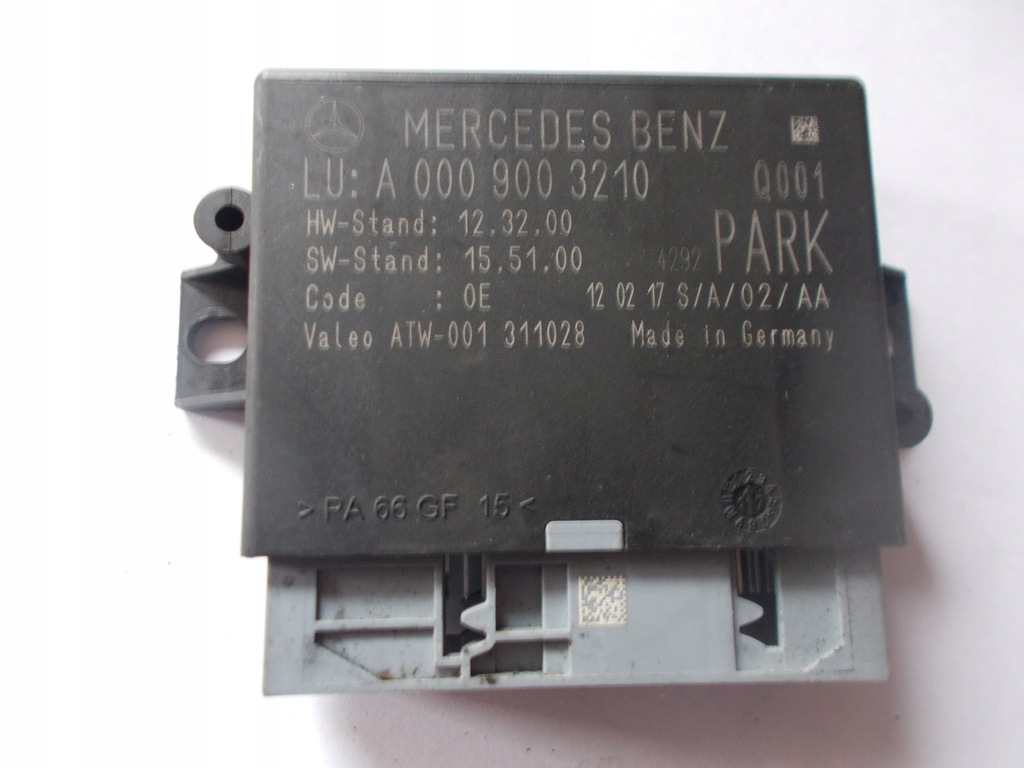 MERCEDES BENZ
LU: A 000 900 3210 Q001
HW-Stand: 12.32.00
SW-Stand: 15.51.00 4292 PARK
Code : 0E 12 02 17 S/A/02/AA
Valeo ATW-001 311028 Made in Germany
>PA 66 GF 15<